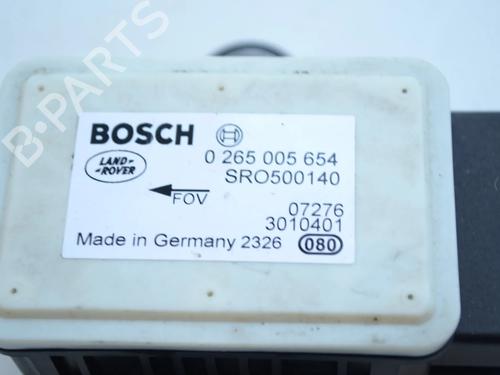 BOSCH
LAND-
-ROVER
0 265 005 654
SRO500140
FOV
07276
3010401
Made in Germany 2326 080
B-PARTS